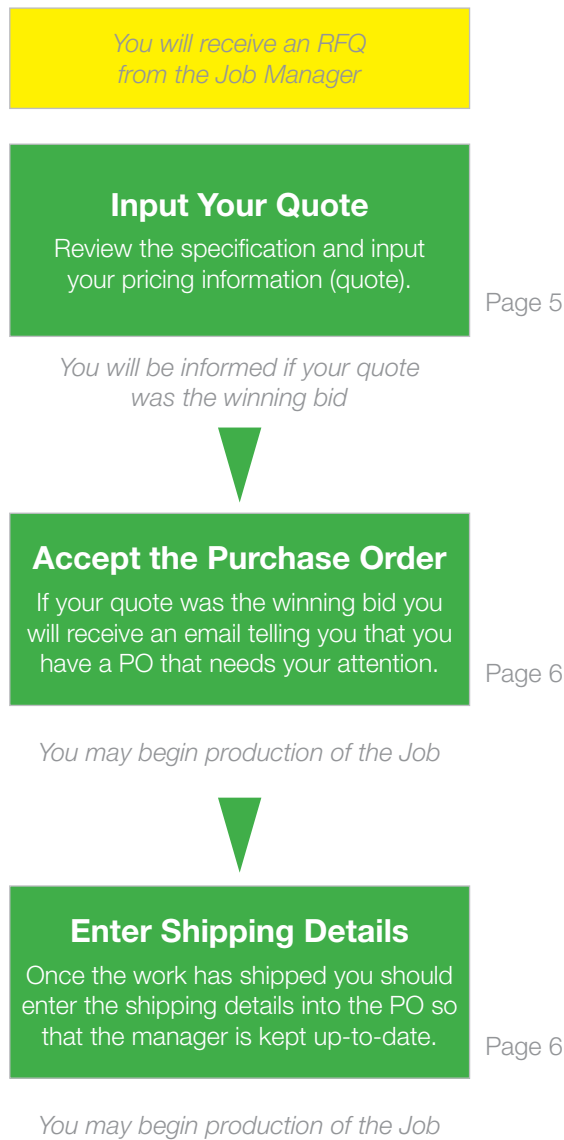 You will receive an RFQ
from the Job Manager
Input Your Quote
Review the specification and input
your pricing information (quote).
Page 5
You will be informed if your quote
was the winning bid
Accept the Purchase Order
If your quote was the winning bid you
will receive an email telling you that you
have a PO that needs your attention.
Page 6
You may begin production of the Job
Enter Shipping Details
Once the work has shipped you should
enter the shipping details into the PO so
that the manager is kept up-to-date.
Page 6
You may begin production of the Job